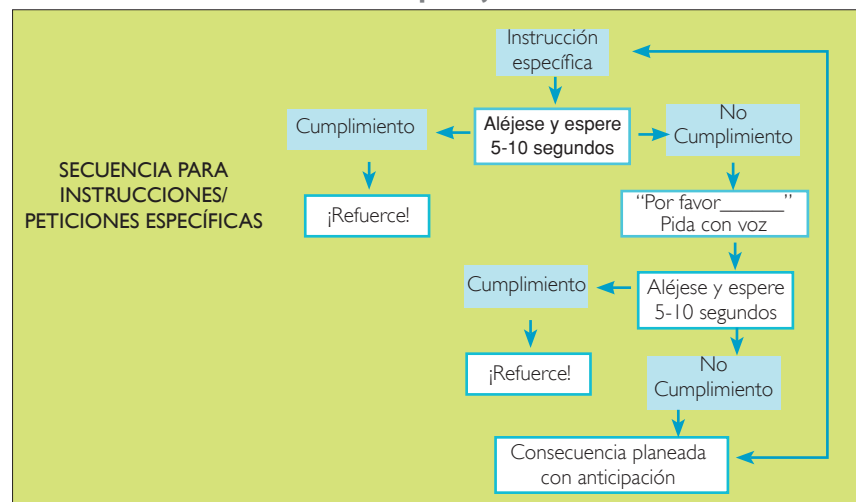 Instrucción
específica
Cumplimiento
Aléjese y espere
5-10 segundos
No
Cumplimiento
SECUENCIA PARA
INSTRUCCIONES/
PETICIONES ESPECÍFICAS
¡Refuerce!
“Por favor______”
Pida con voz
Cumplimiento
Aléjese y espere
5-10 segundos
¡Refuerce!
No
Cumplimiento
Consecuencia planeada
con anticipación